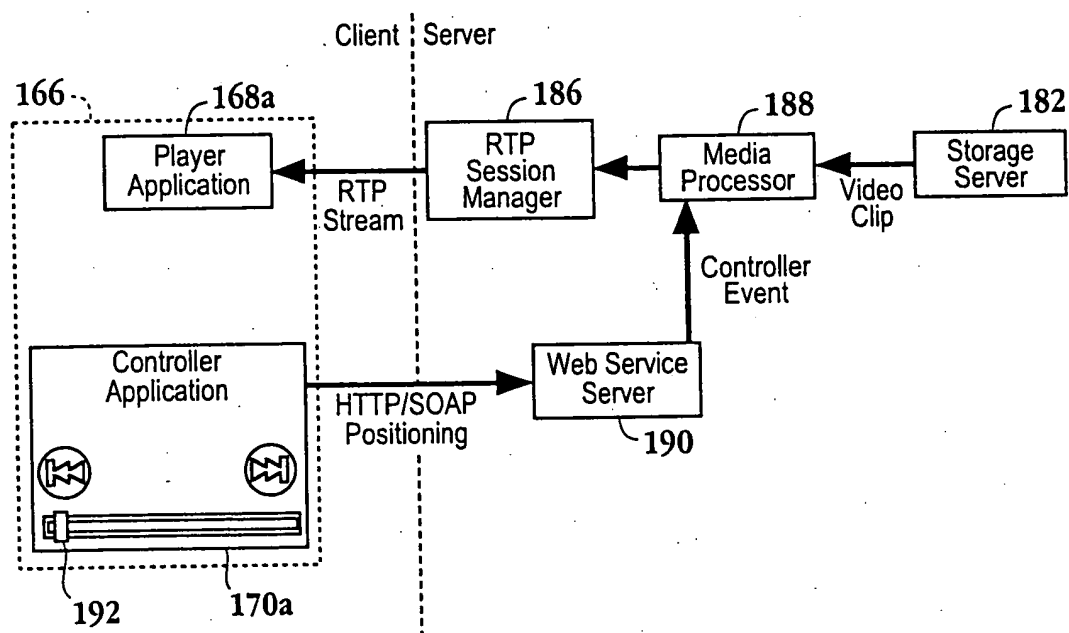 Client Server
166
168a
186
188
182
Player
Application
RTP
Session
Manager
Media
Processor
Storage
Server
RTP
Stream
Video
Clip
Controller
Event
Controller
Application
HTTP/SOAP
Positioning
Web Service
Server
190
192
170a